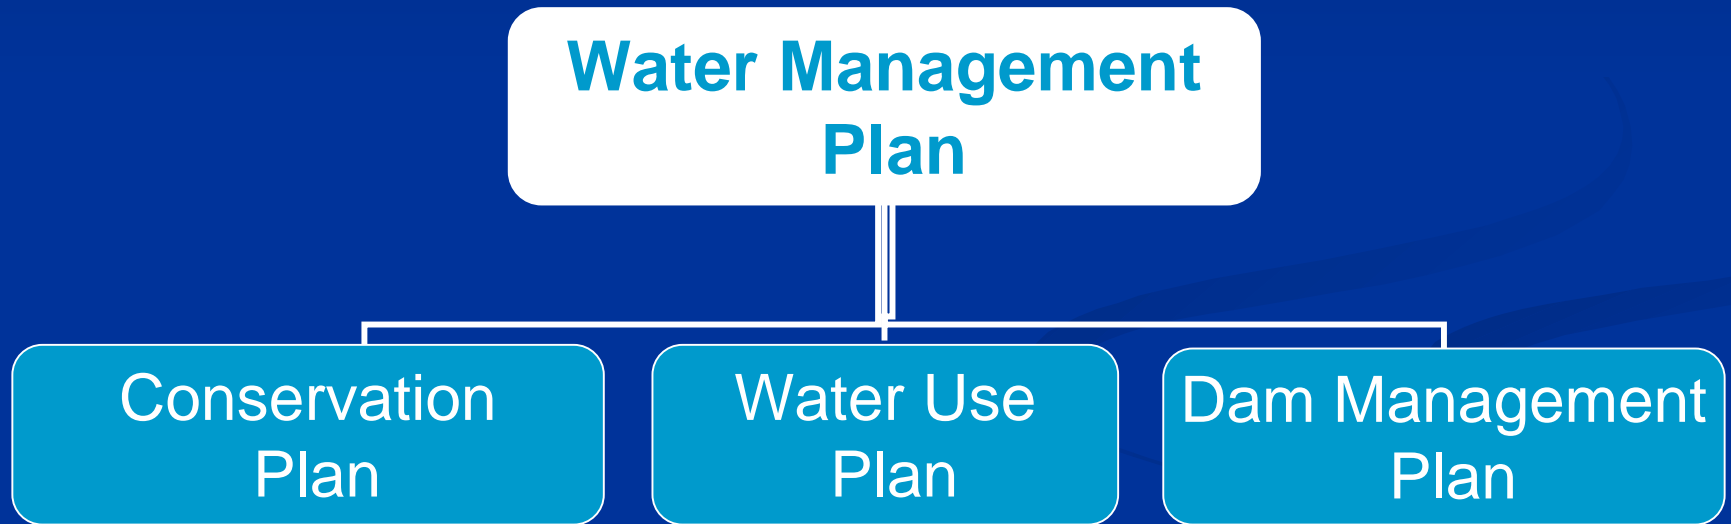 Water Management
Plan
Conservation
Plan
Water Use
Plan
Dam Management
Plan